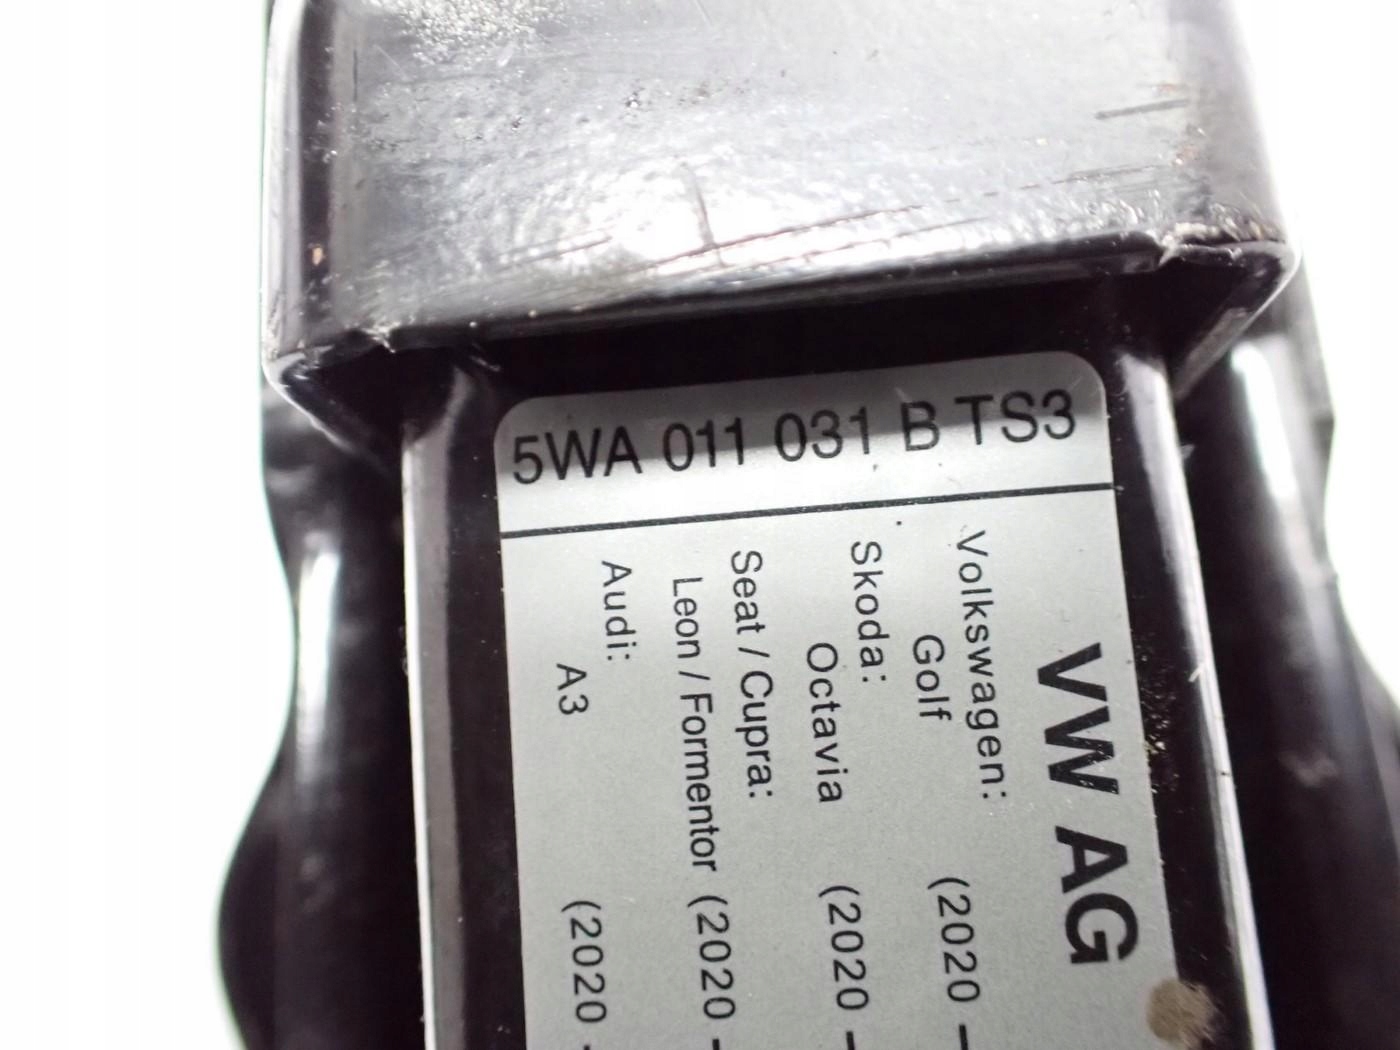 5WA 011 031 B TS3
VW AG
Volkswagen:
Golf (2020 -
Skoda:
Octavia (2020 -
Seat / Cupra:
Leon / Formentor (2020 -
Audi:
A3 (2020 -